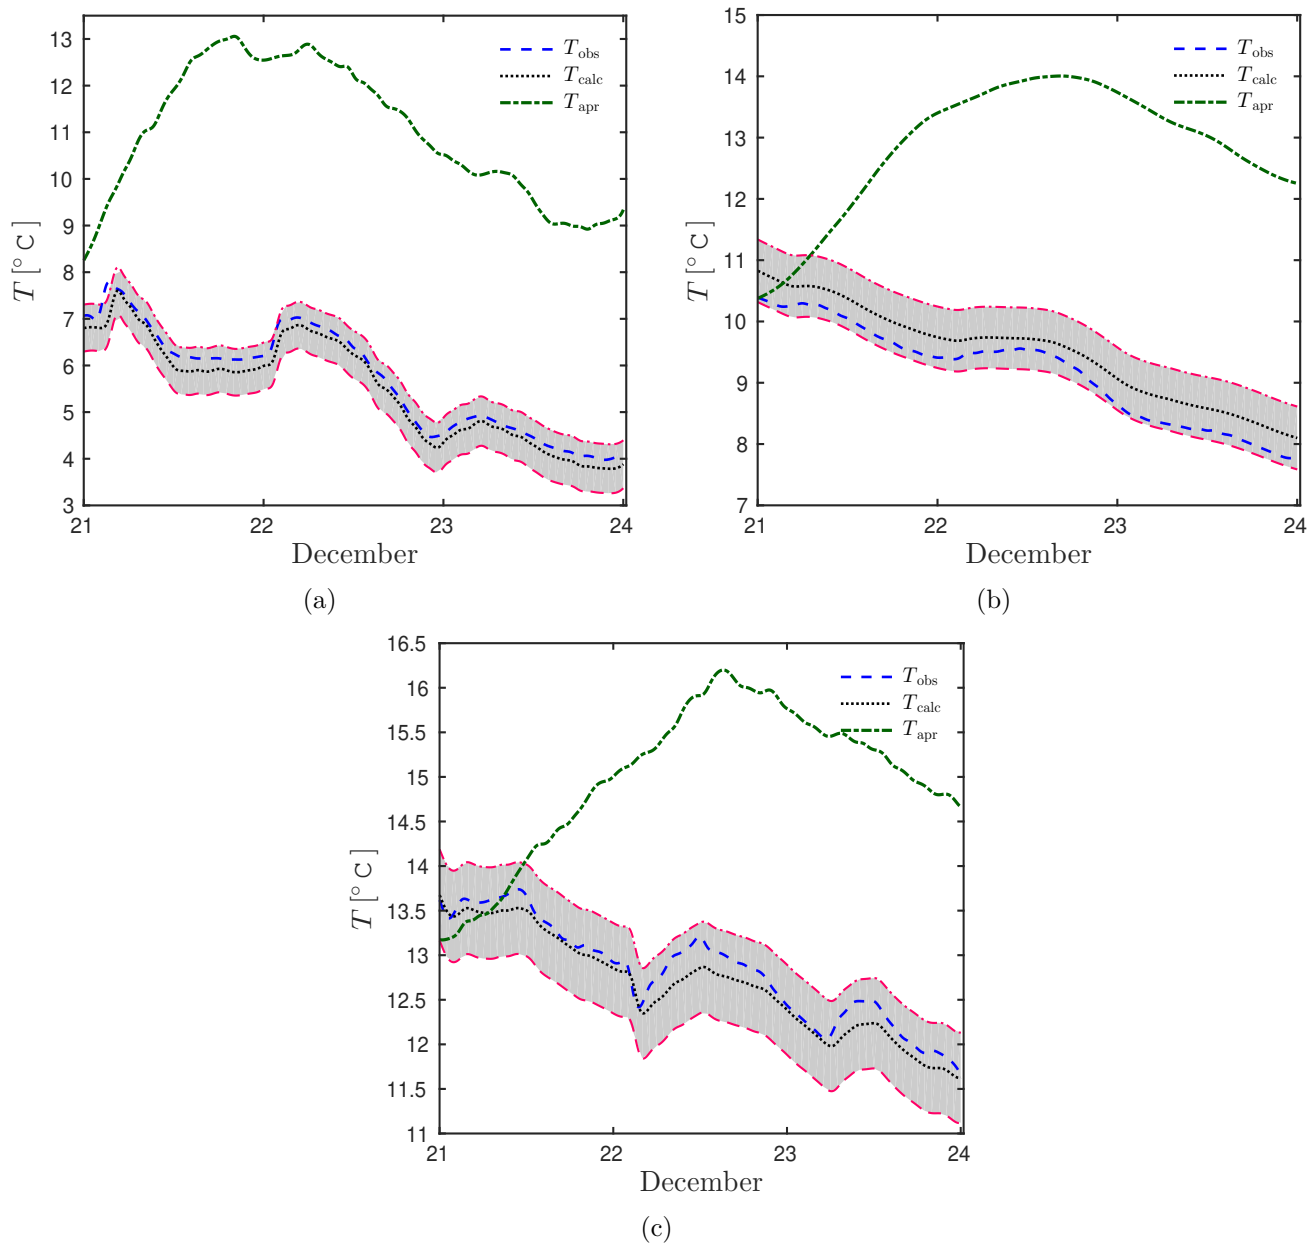 T_obs
T_calc
T_apr
13
12
11
10
9
8
7
6
5
4
3
T [° C]
21 22 23 24
December
(a)
T_obs
T_calc
T_apr
15
14
13
12
11
10
9
8
7
T [° C]
21 22 23 24
December
(b)
T_obs
T_calc
T_apr
16.5
16
15.5
15
14.5
14
13.5
13
12.5
12
11.5
11
T [° C]
21 22 23 24
December
(c)